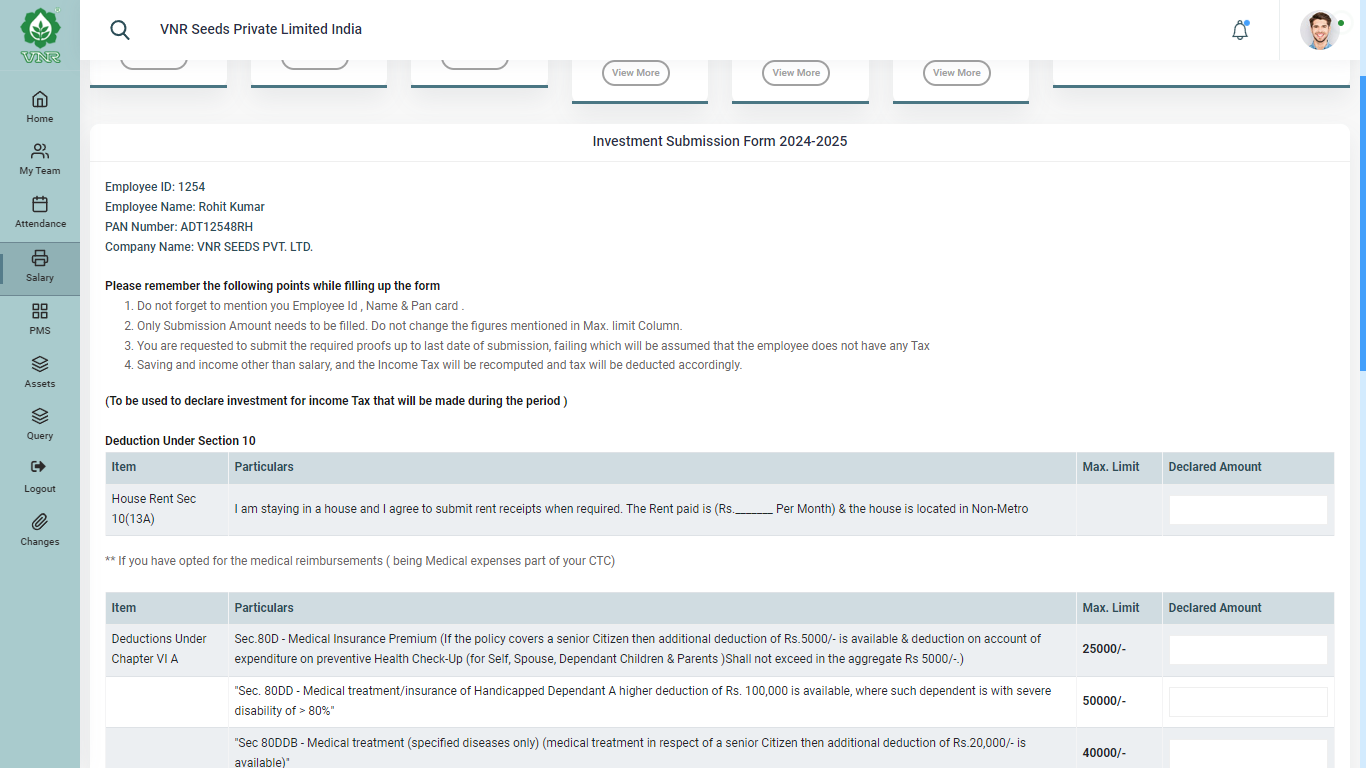 VNR
VNR Seeds Private Limited India
Home
My Team
Attendance
Salary
PMS
Assets
Query
Logout
Changes
View More
View More
View More
Investment Submission Form 2024-2025
Employee ID: 1254
Employee Name: Rohit Kumar
PAN Number: ADT12548RH
Company Name: VNR SEEDS PVT. LTD.
Please remember the following points while filling up the form
1. Do not forget to mention you Employee Id , Name & Pan card .
2. Only Submission Amount needs to be filled. Do not change the figures mentioned in Max. limit Column.
3. You are requested to submit the required proofs up to last date of submission, failing which will be assumed that the employee does not have any Tax
4. Saving and income other than salary, and the Income Tax will be recomputed and tax will be deducted accordingly.
(To be used to declare investment for income Tax that will be made during the period )
Deduction Under Section 10
Item Particulars Max. Limit Declared Amount
House Rent Sec
10(13A)
I am staying in a house and I agree to submit rent receipts when required. The Rent paid is (Rs._______ Per Month) & the house is located in Non-Metro
** If you have opted for the medical reimbursements ( being Medical expenses part of your CTC)
Item Particulars Max. Limit Declared Amount
Deductions Under
Chapter VI A
Sec.80D - Medical Insurance Premium (If the policy covers a senior Citizen then additional deduction of Rs.5000/- is available & deduction on account of
expenditure on preventive Health Check-Up (for Self, Spouse, Dependant Children & Parents )Shall not exceed in the aggregate Rs 5000/-.)
25000/-
"Sec. 80DD - Medical treatment/insurance of Handicapped Dependant A higher deduction of Rs. 100,000 is available, where such dependent is with severe
disability of > 80%"
50000/-
"Sec 80DDB - Medical treatment (specified diseases only) (medical treatment in respect of a senior Citizen then additional deduction of Rs.20,000/- is
available)"
40000/-